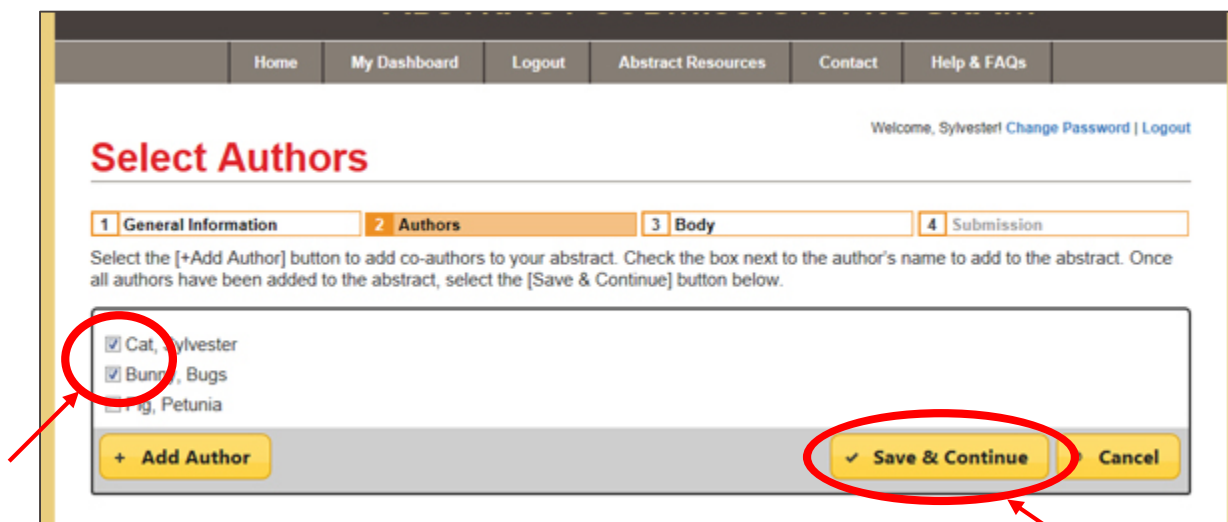 Home My Dashboard Logout Abstract Resources Contact Help & FAQs
Welcome, Sylvester! Change Password | Logout
Select Authors
1 General Information 2 Authors 3 Body 4 Submission
Select the [+Add Author] button to add co-authors to your abstract. Check the box next to the author's name to add to the abstract. Once
all authors have been added to the abstract, select the [Save & Continue] button below.
Cat, Sylvester
Bunny, Bugs
Pig, Petunia
+ Add Author ✓ Save & Continue Cancel